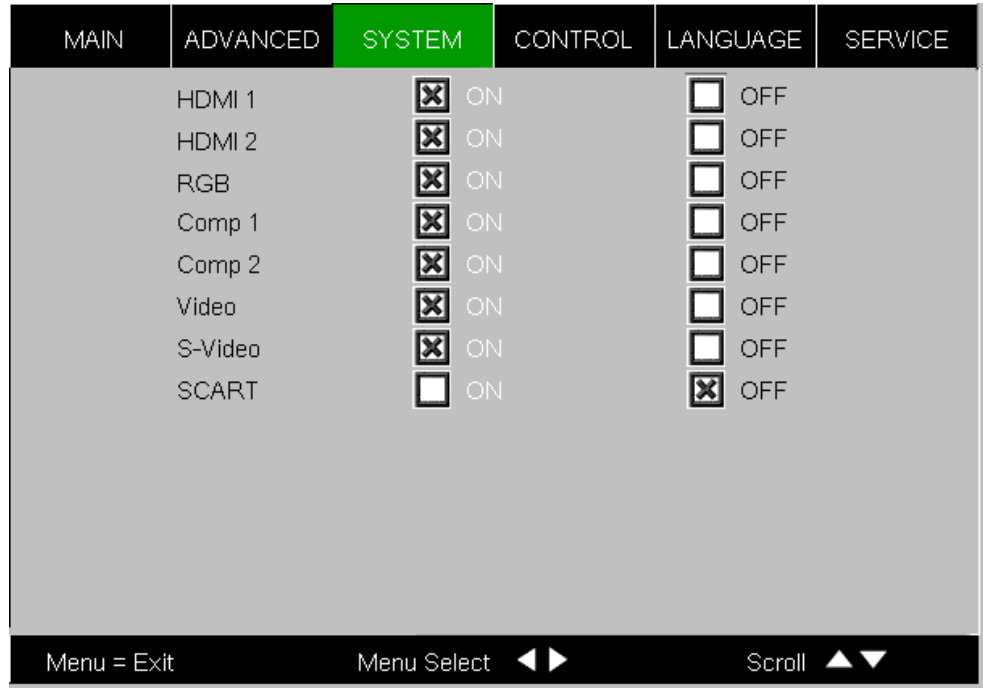 MAIN ADVANCED SYSTEM CONTROL LANGUAGE SERVICE
HDMI 1 ON OFF
HDMI 2 ON OFF
RGB ON OFF
Comp 1 ON OFF
Comp 2 ON OFF
Video ON OFF
S-Video ON OFF
SCART ON OFF
Menu = Exit Menu Select Scroll